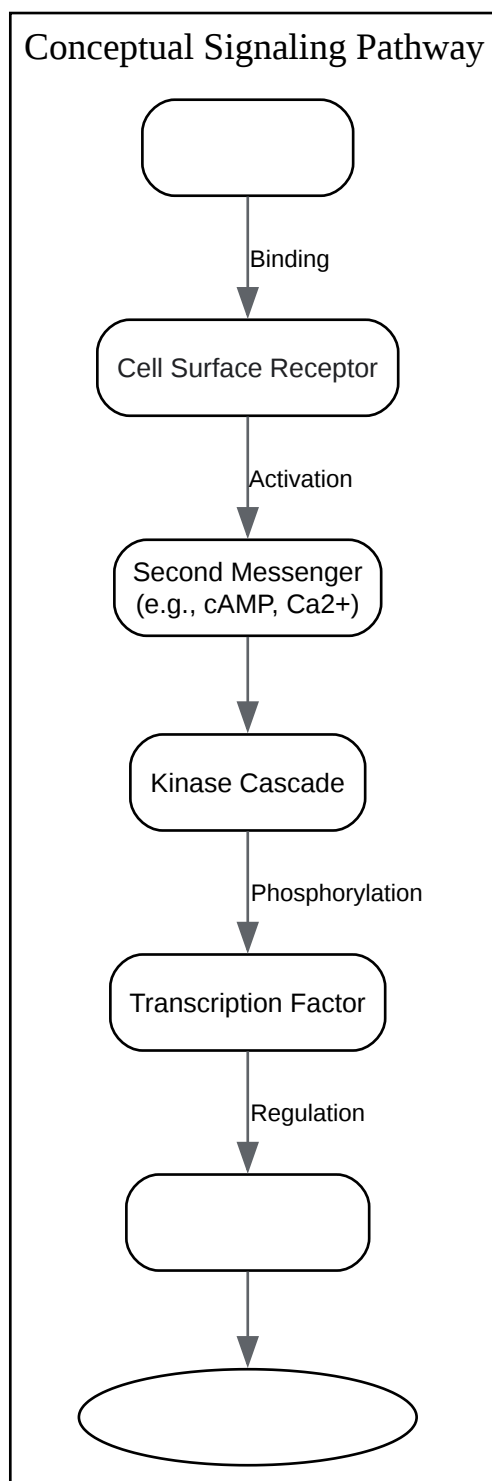 Conceptual Signaling Pathway
Binding
Cell Surface Receptor
Activation
Second Messenger
(e.g., cAMP, Ca2+)
Kinase Cascade
Phosphorylation
Transcription Factor
Regulation